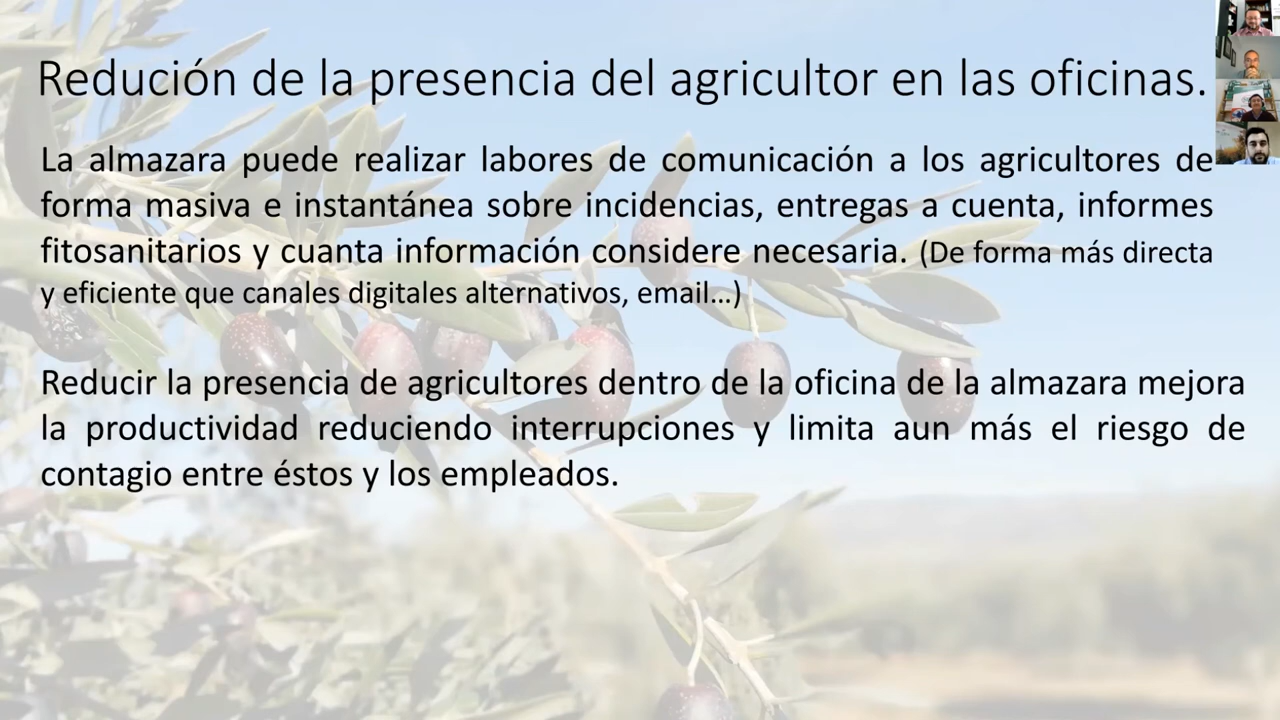 Redución de la presencia del agricultor en las oficinas.
La almazara puede realizar labores de comunicación a los agricultores de
forma masiva e instantánea sobre incidencias, entregas a cuenta, informes
fitosanitarios y cuanta información considere necesaria. (De forma más directa
y eficiente que canales digitales alternativos, email…)
Reducir la presencia de agricultores dentro de la oficina de la almazara mejora
la productividad reduciendo interrupciones y limita aun más el riesgo de
contagio entre éstos y los empleados.